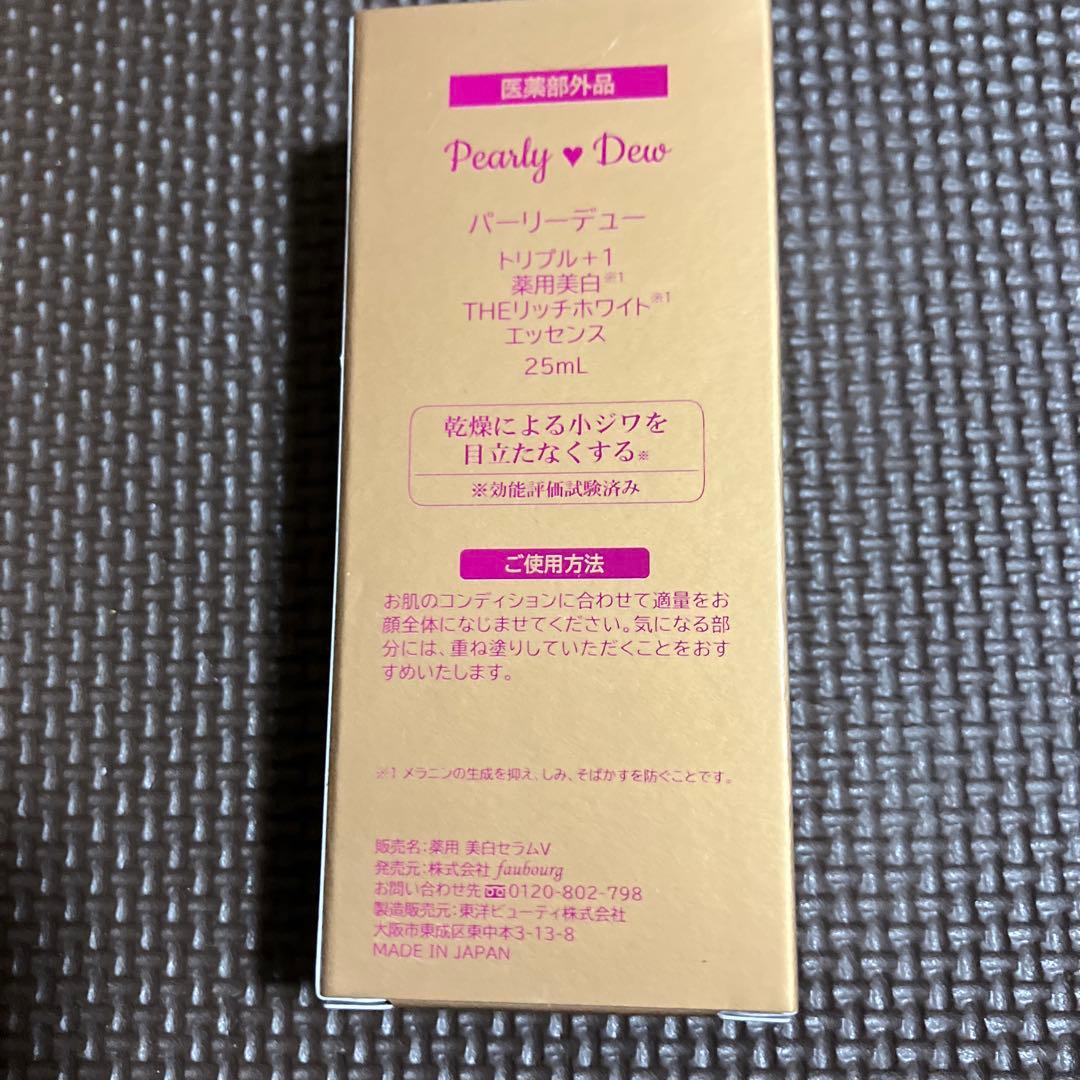 医薬部外品
Pearly ♥ Dew
パーリーデュー
トリプル+1
薬用美白※1
THEリッチホワイト※1
エッセンス
25mL
乾燥による小ジワを
目立たなくする※
※効能評価試験済み
ご使用方法
お肌のコンディションに合わせて適量をお
顔全体になじませてください。気になる部
分には、重ね塗りしていただくことをおす
すめいたします。
※1 メラニンの生成を抑え、しみ、そばかすを防ぐことです。
販売名:薬用 美白セラムV
発売元:株式会社 faubourg
お問い合わせ先 0120-802-798
製造販売元:東洋ビューティ株式会社
大阪市東成区東中本3-13-8
MADE IN JAPAN